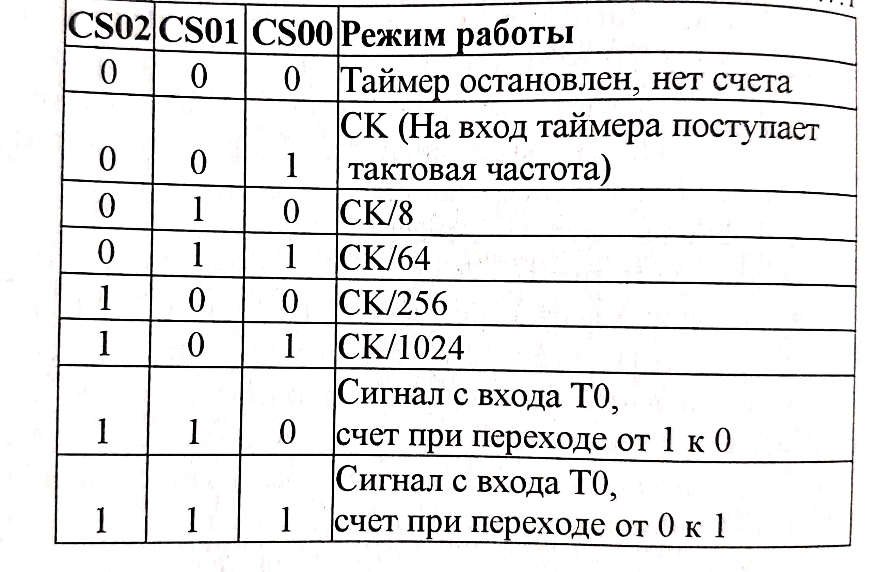 CS02 CS01 CS00 Режим работы
0 0 0 Таймер остановлен, нет счета
СК (На вход таймера поступает
0 0 1 тактовая частота)
0 1 0 СК/8
0 1 1 СК/64
1 0 0 СК/256
1 0 1 СК/1024
Сигнал с входа Т0,
1 1 0 счет при переходе от 1 к 0
Сигнал с входа Т0,
1 1 1 счет при переходе от 0 к 1